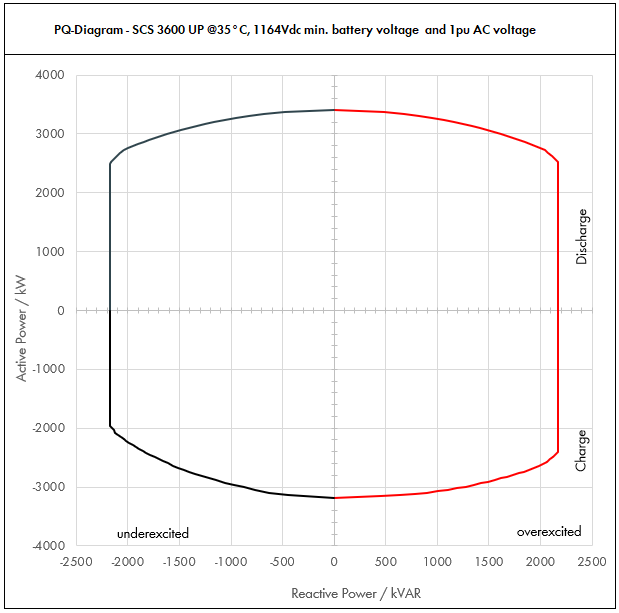 PQ-Diagram - SCS 3600 UP @35°C, 1164Vdc min. battery voltage and 1pu AC voltage
4000
3000
2000
1000
0
-1000
-2000
-3000
-4000
Active Power / kW
Discharge
Charge
underexcited
overexcited
-2500
-2000
-1500
-1000
-500
0
500
1000
1500
2000
2500
Reactive Power / kVAR